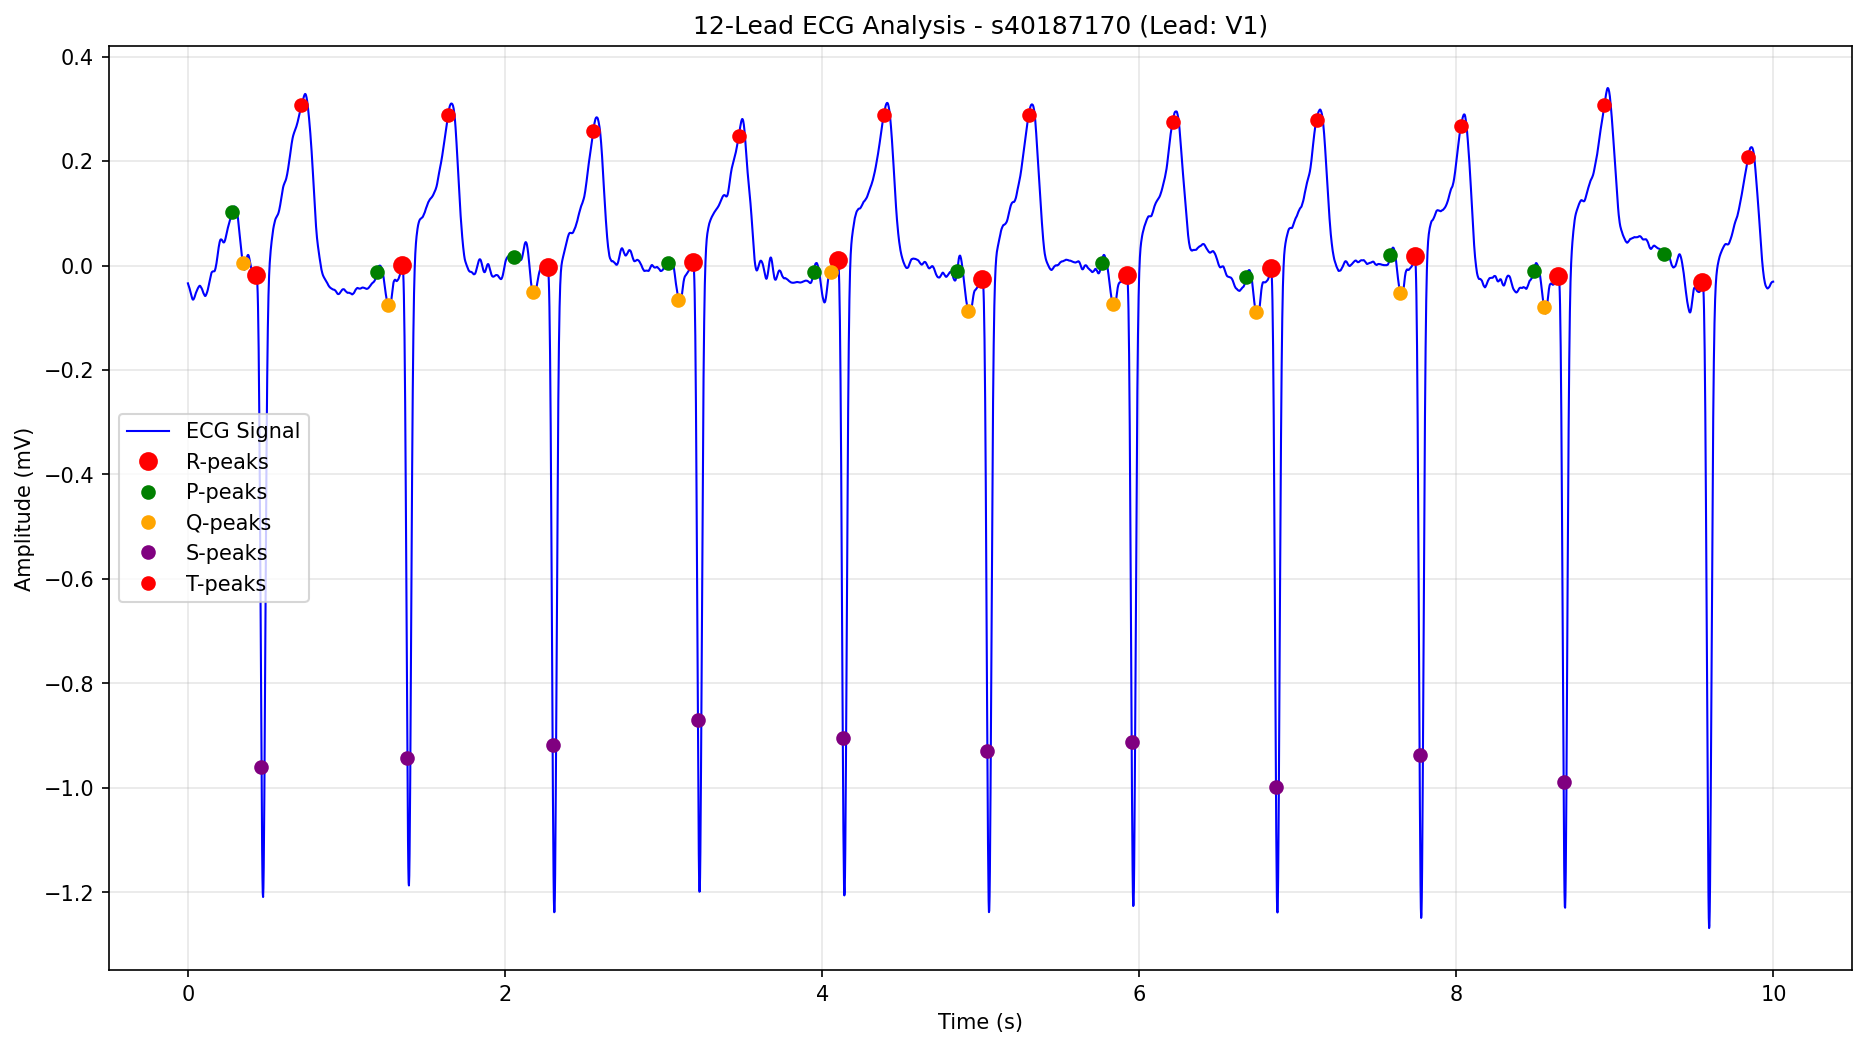 12-Lead ECG Analysis - s40187170 (Lead: V1)
0.4
0.2
0.0
−0.2
−0.4
−0.6
−0.8
−1.0
−1.2
Amplitude (mV)
ECG Signal
R-peaks
P-peaks
Q-peaks
S-peaks
T-peaks
0 2 4 6 8 10
Time (s)